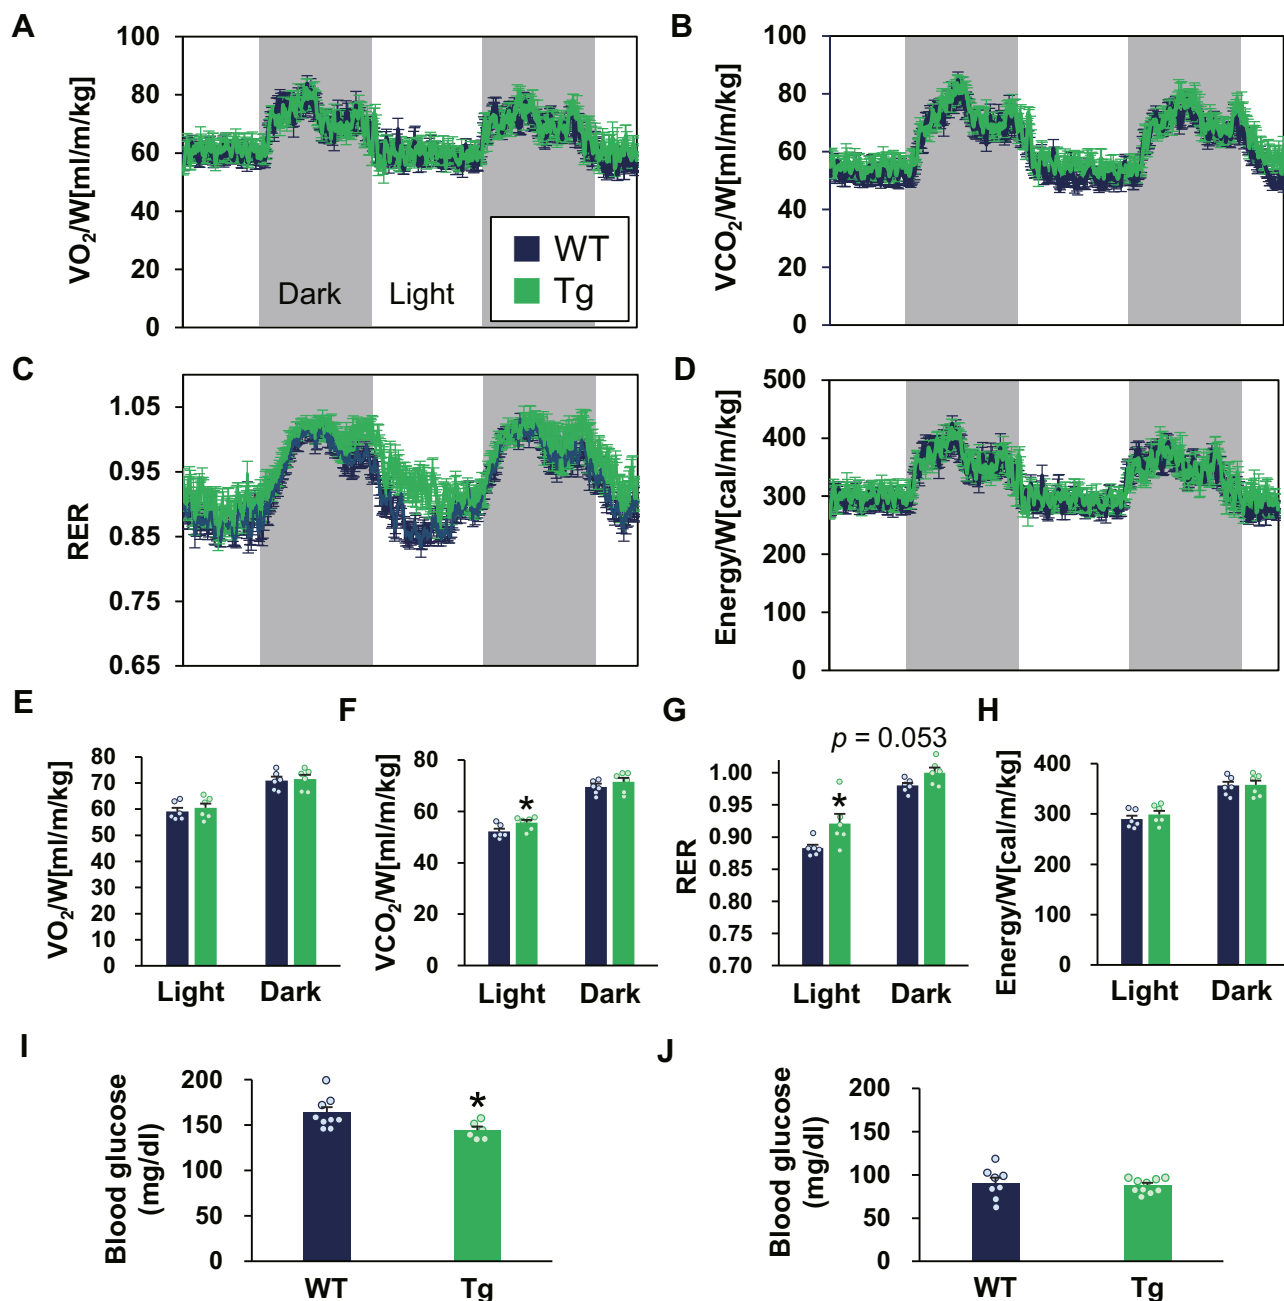 A
VO₂/W[ml/m/kg]
100
80
60
40
20
0
Dark
Light
WT
Tg
B
VCO₂/W[ml/m/kg]
100
80
60
40
20
0
C
RER
1.05
0.95
0.85
0.75
0.65
D
Energy/W[cal/m/kg]
500
400
300
200
100
0
E
VO₂/W[ml/m/kg]
80
70
60
50
40
30
20
10
0
Light
Dark
F
VCO₂/W[ml/m/kg]
80
60
40
20
0
*
Light
Dark
G
p = 0.053
RER
1.00
0.95
0.90
0.85
0.80
0.75
0.70
*
Light
Dark
H
Energy/W[cal/m/kg]
400
300
300
100
0
Light
Dark
I
Blood glucose
(mg/dl)
200
150
100
50
0
*
WT
Tg
J
Blood glucose
(mg/dl)
200
150
100
50
0
WT
Tg